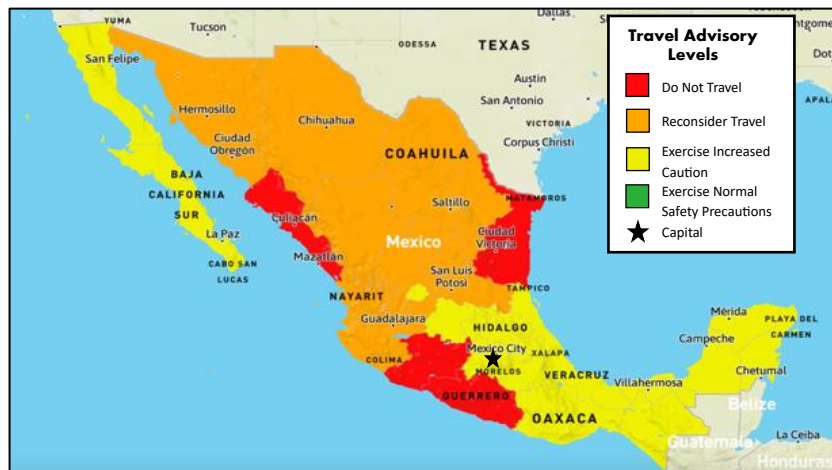 YUMA
Tucson
Dallas
ODESSA
TEXAS
San Felipe
Austin
San Antonio
Hermosillo
Chihuahua
VICTORIA
Corpus Christi
Ciudad
Obregón
COAHUILA
BAJA
CALIFORNIA
SUR
Culiacán
Saltillo
MATAMOROS
La Paz
Mexico
Ciudad
Victoria
Mazatlán
CABO SAN
LUCAS
San Luis
Potosi
NAYARIT
TAMPICO
Guadalajara
HIDALGO
Mérida
PLAYA DEL
CARMEN
Campeche
Mexico City
XALAPA
COLIMA
MORELOS
VERACRUZ
Villahermosa
Chetumal
GUERRERO
OAXACA
Belize
Guatemala
La Ceiba
Honduras
Travel Advisory
Levels
Do Not Travel
Reconsider Travel
Exercise Increased
Caution
Exercise Normal
Safety Precautions
Capital